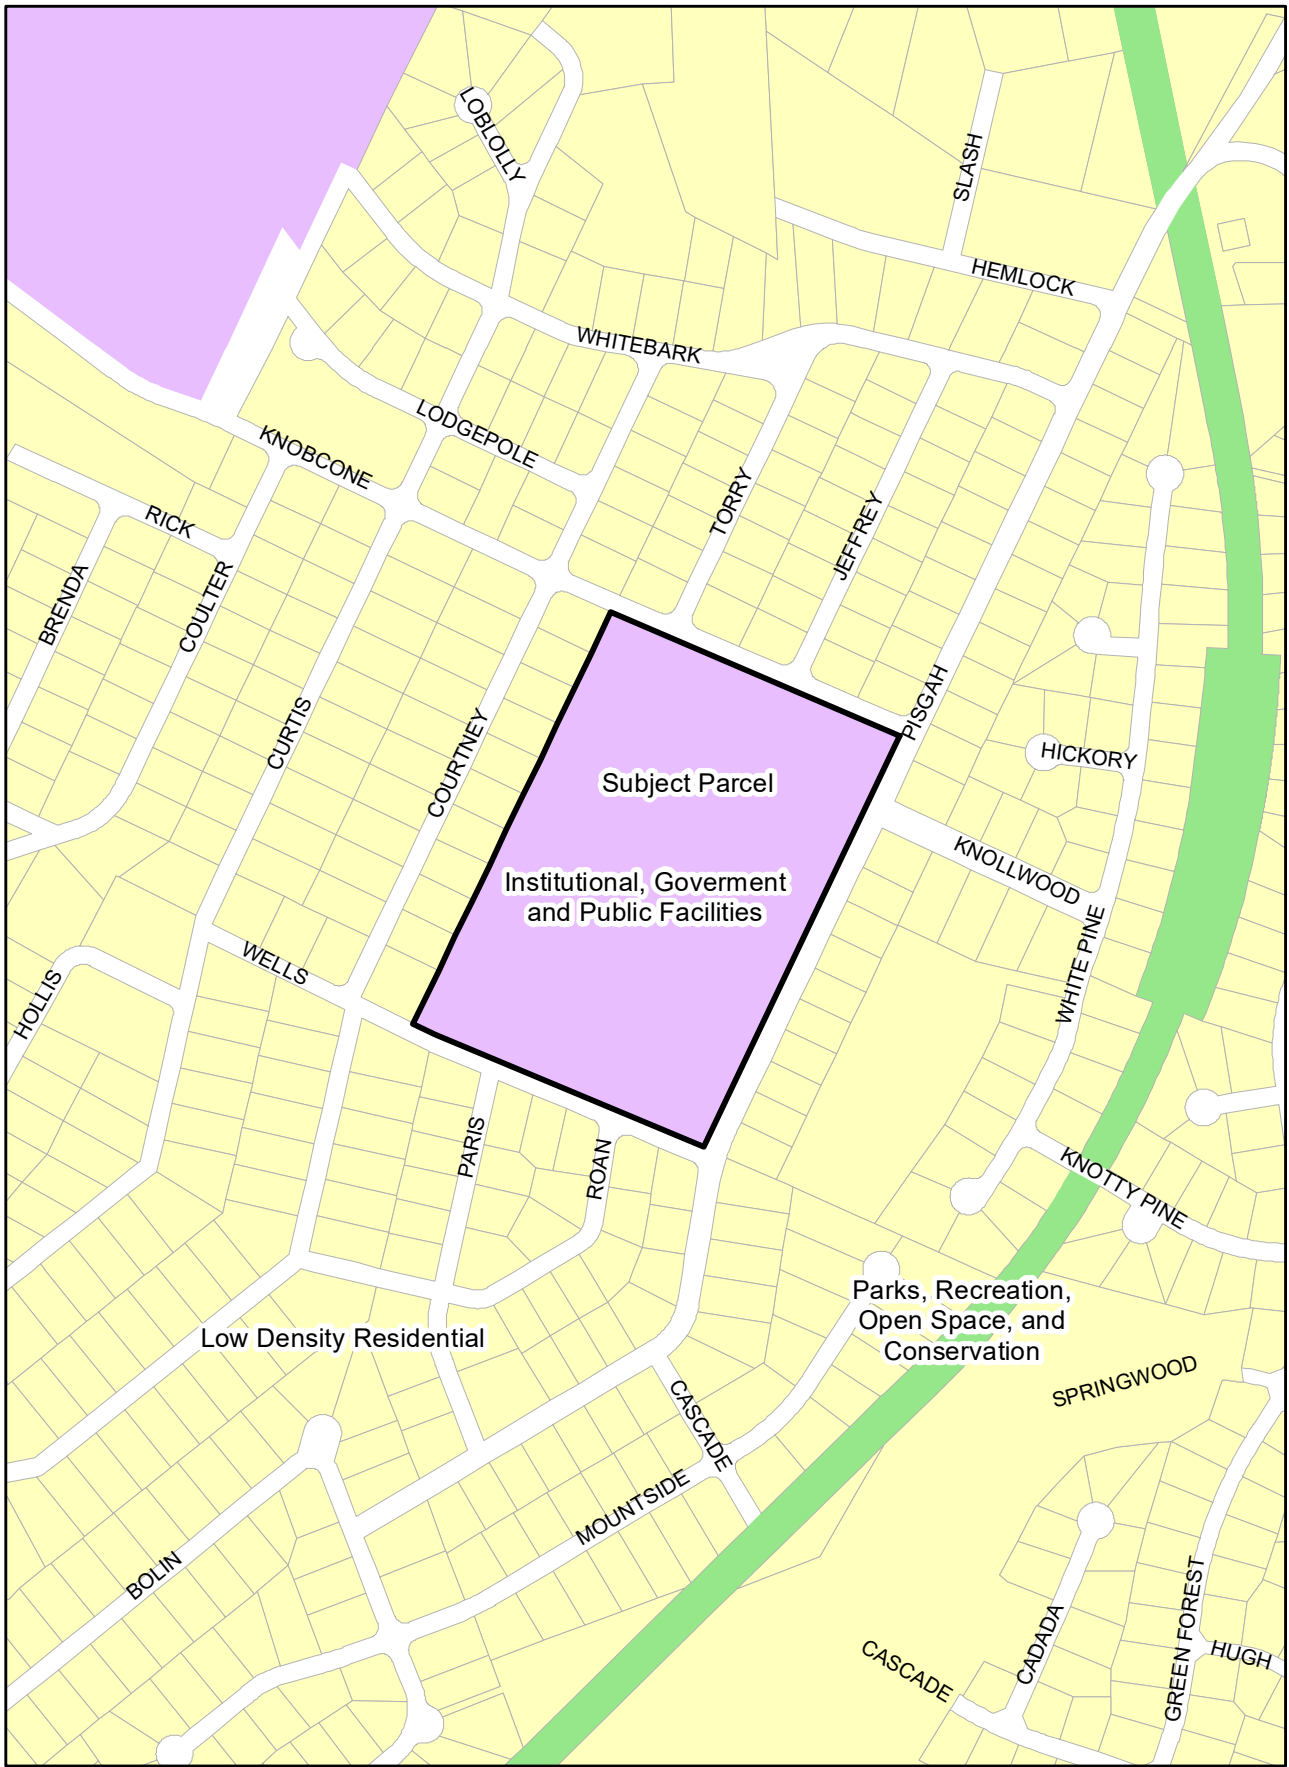 LOBLOLLY
SLASH
HEMLOCK
WHITEBARK
LODGEPOLE
KNOBCONE
TORRY
JEFFREY
RICK
BRENDA
COULTER
CURTIS
COURTNEY
PISGAH
HICKORY
Subject Parcel
Institutional, Goverment
and Public Facilities
KNOLLWOOD
WHITE PINE
WELLS
HOLLIS
PARIS
ROAN
KNOTTY PINE
Parks, Recreation,
Open Space, and
Conservation
Low Density Residential
SPRINGWOOD
CASCADE
MOUNTSIDE
BOLIN
CASCADE
CADADA
GREEN FOREST
HUGH